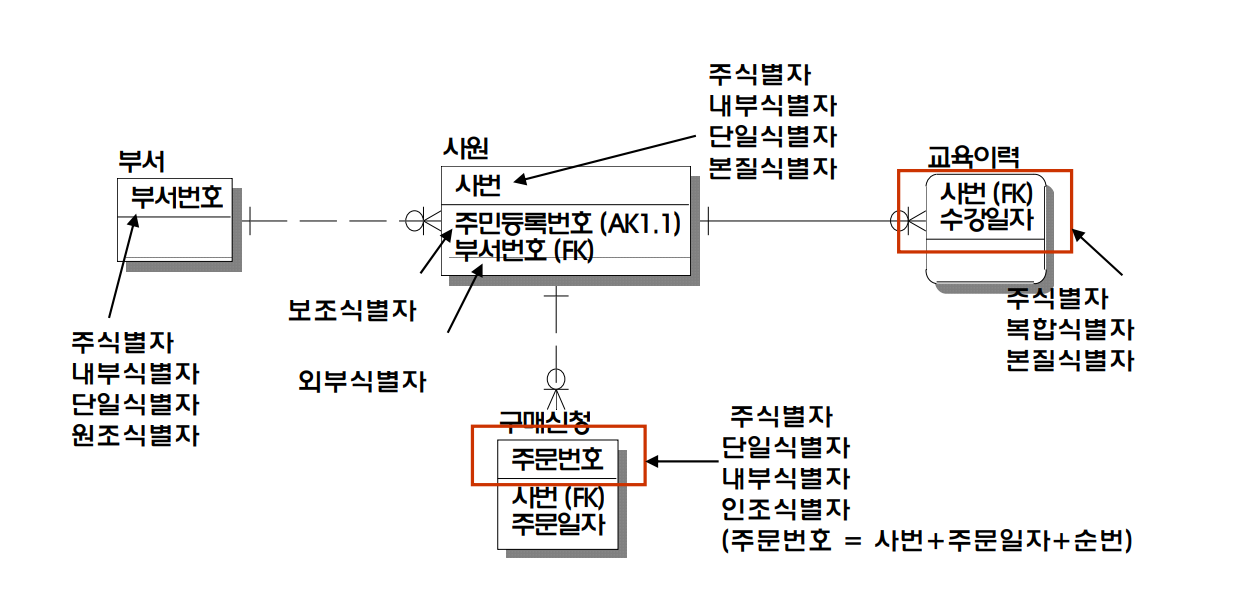 주식별자
내부식별자
단일식별자
본질식별자
부서
부서번호
사원
사번
주민등록번호 (AK1.1)
부서번호 (FK)
교육이력
사번 (FK)
수강일자
보조식별자
외부식별자
주식별자
복합식별자
본질식별자
주식별자
내부식별자
단일식별자
원조식별자
구매신청
주문번호
사번 (FK)
주문일자
주식별자
단일식별자
내부식별자
인조식별자
(주문번호 = 사번+주문일자+순번)